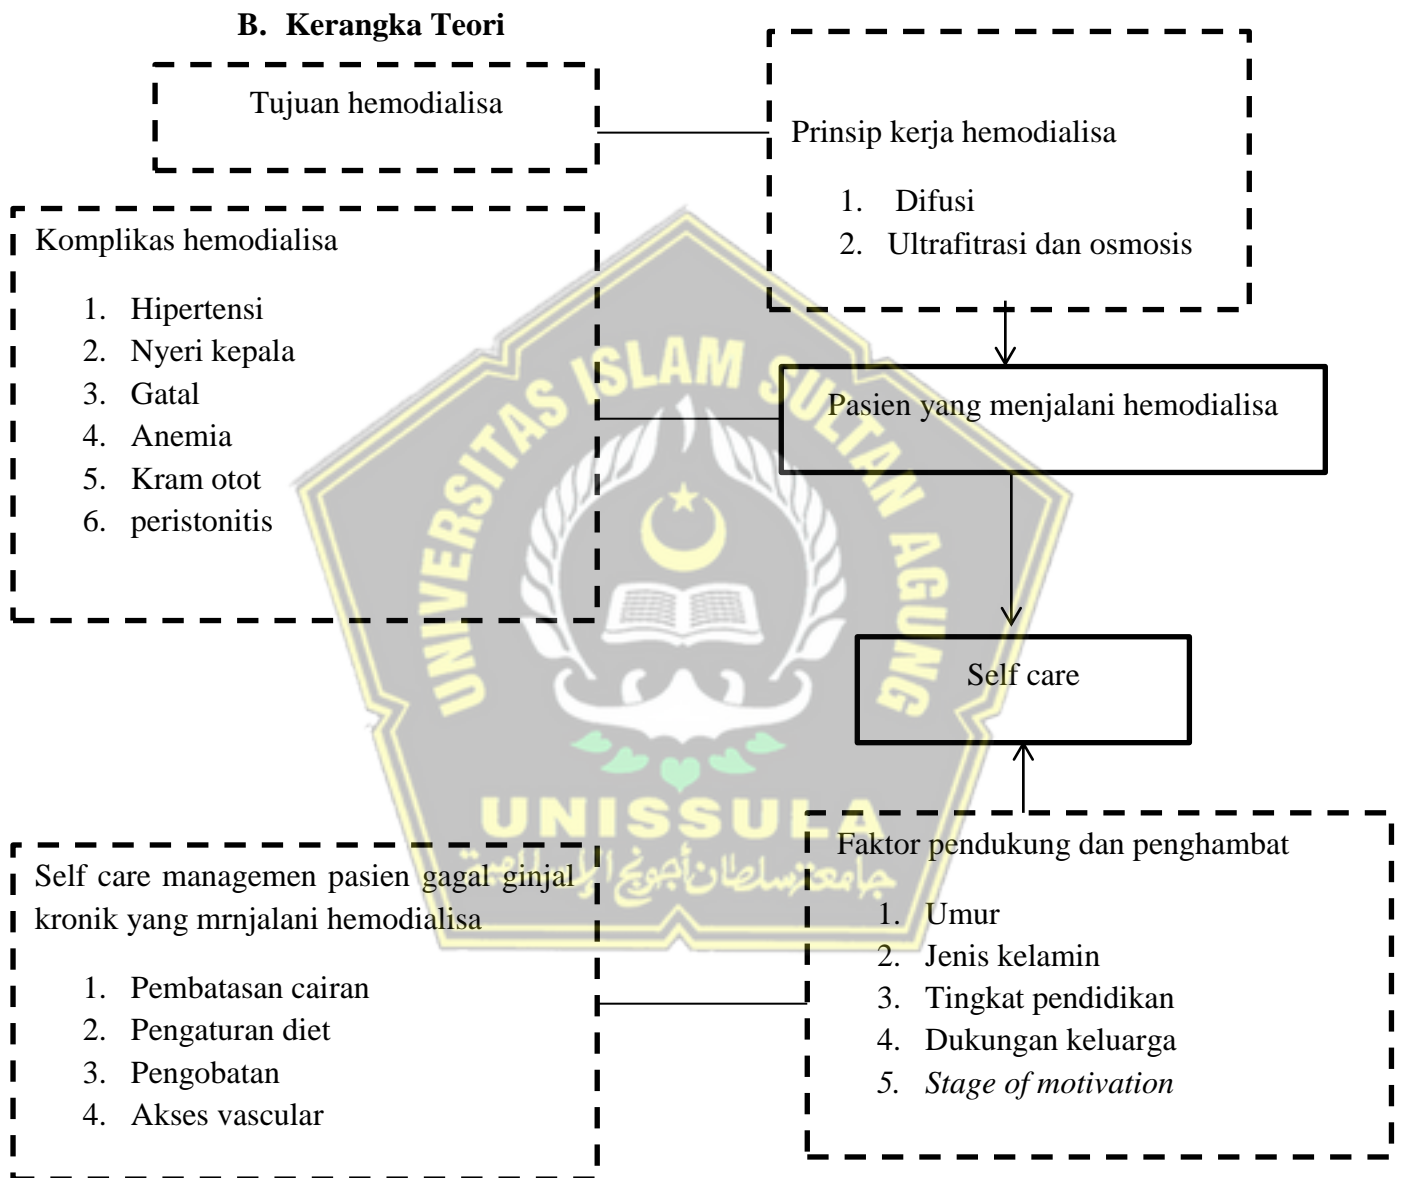 B. Kerangka Teori
Tujuan hemodialisa
Prinsip kerja hemodialisa
1. Difusi
2. Ultrafitrasi dan osmosis
Komplikas hemodialisa
1. Hipertensi
2. Nyeri kepala
3. Gatal
4. Anemia
5. Kram otot
6. peristonitis
Pasien yang menjalani hemodialisa
Self care
Faktor pendukung dan penghambat
1. Umur
2. Jenis kelamin
3. Tingkat pendidikan
4. Dukungan keluarga
5. Stage of motivation
Self care managemen pasien gagal ginjal
kronik yang mrnjalani hemodialisa
1. Pembatasan cairan
2. Pengaturan diet
3. Pengobatan
4. Akses vascular
UNIVERSITAS ISLAM SULTAN AGUNG
UNISSULA
جامعة سلطان أجونج الإسلامية